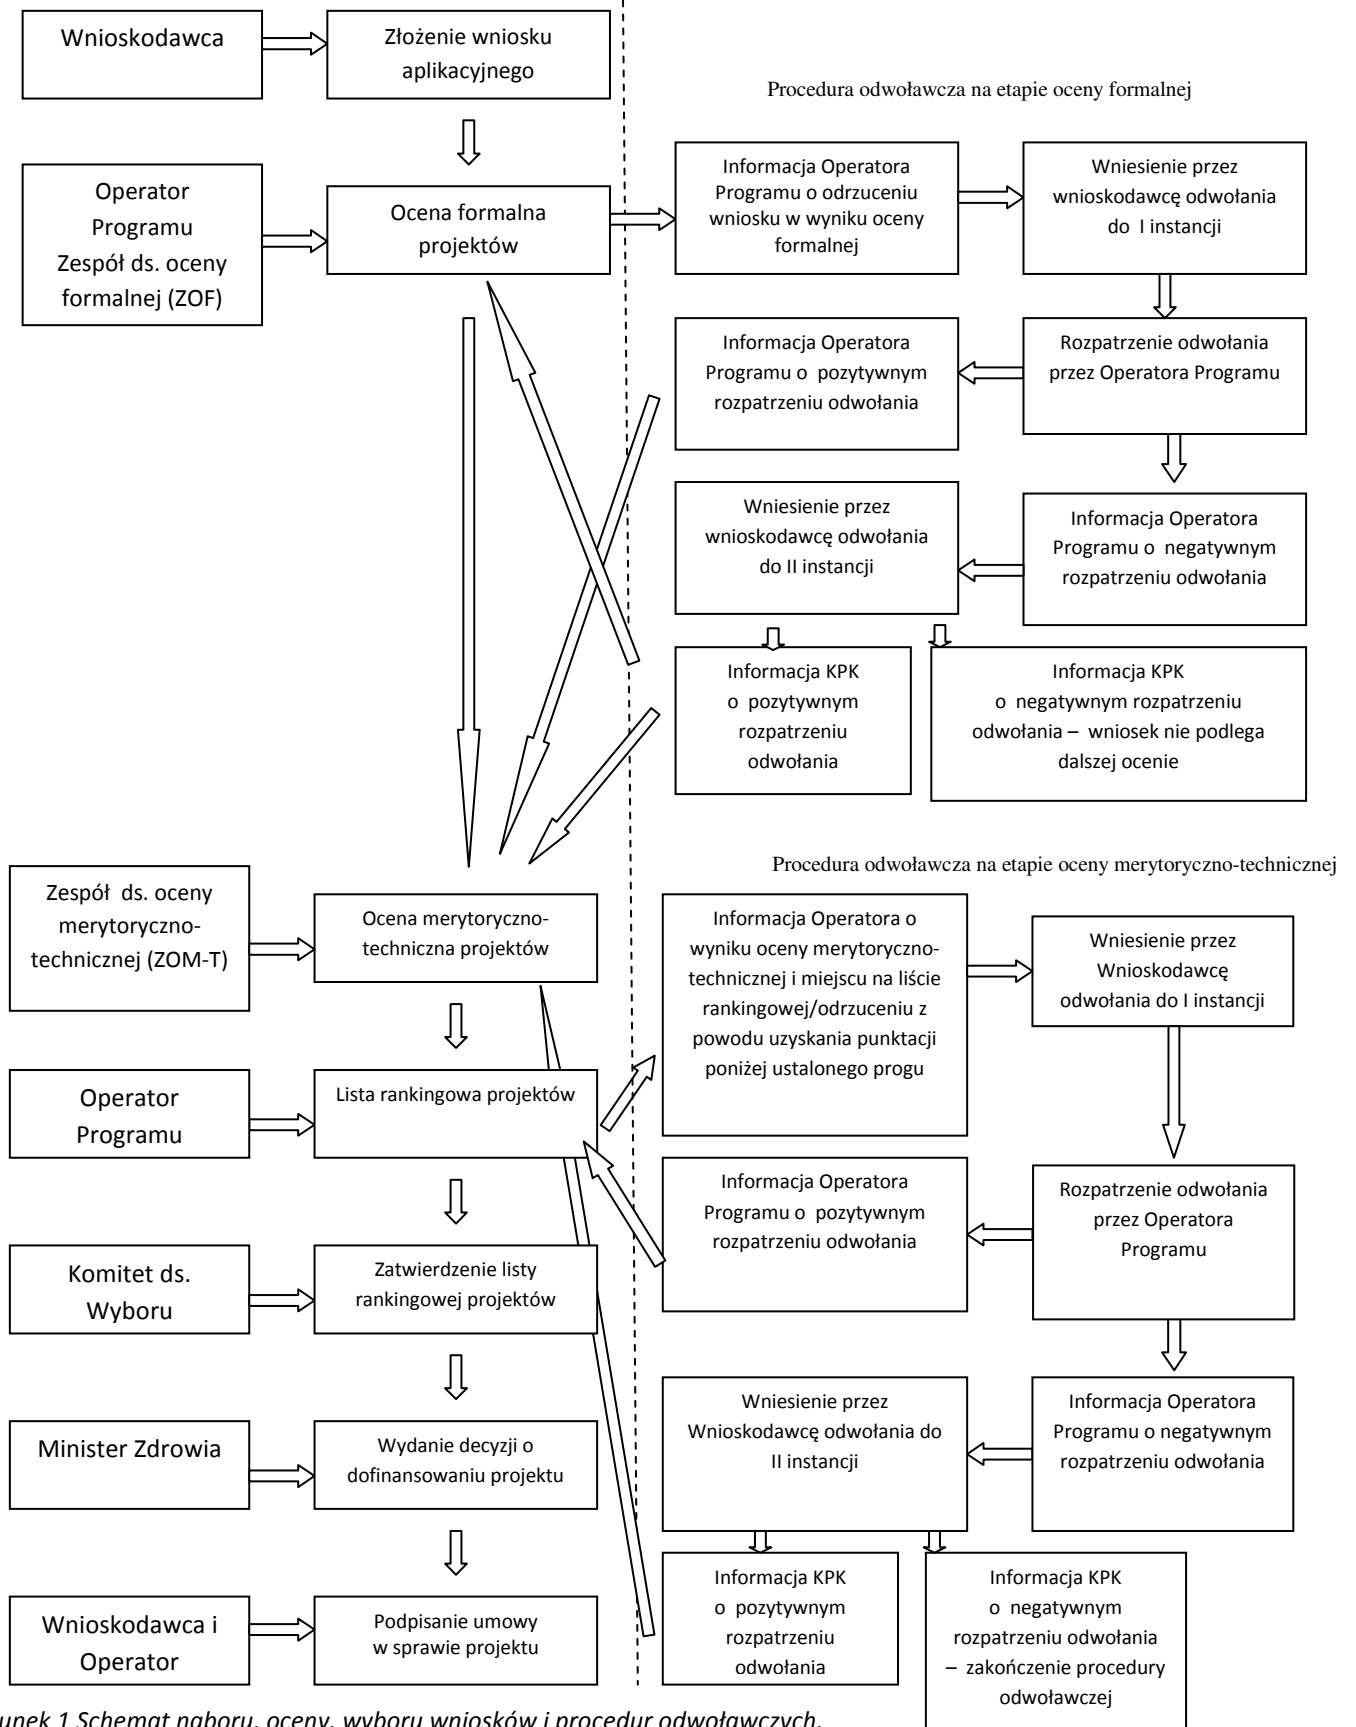 Wnioskodawca
Złożenie wniosku
aplikacyjnego
Procedura odwoławcza na etapie oceny formalnej
Operator
Programu
Zespół ds. oceny
formalnej (ZOF)
Ocena formalna
projektów
Informacja Operatora
Programu o odrzuceniu
wniosku w wyniku oceny
formalnej
Wniesienie przez
wnioskodawcę odwołania
do I instancji
Informacja Operatora
Programu o pozytywnym
rozpatrzeniu odwołania
Rozpatrzenie odwołania
przez Operatora Programu
Wniesienie przez
wnioskodawcę odwołania
do II instancji
Informacja Operatora
Programu o negatywnym
rozpatrzeniu odwołania
Informacja KPK
o pozytywnym
rozpatrzeniu
odwołania
Informacja KPK
o negatywnym rozpatrzeniu
odwołania – wniosek nie podlega
dalszej ocenie
Procedura odwoławcza na etapie oceny merytoryczno-technicznej
Zespół ds. oceny
merytoryczno-
technicznej (ZOM-T)
Ocena merytoryczno-
techniczna projektów
Informacja Operatora o
wyniku oceny merytoryczno-
technicznej i miejscu na liście
rankingowej/odrzuceniu z
powodu uzyskania punktacji
poniżej ustalonego progu
Wniesienie przez
Wnioskodawcę
odwołania do I instancji
Operator
Programu
Lista rankingowa projektów
Informacja Operatora
Programu o pozytywnym
rozpatrzeniu odwołania
Rozpatrzenie odwołania
przez Operatora
Programu
Komitet ds.
Wyboru
Zatwierdzenie listy
rankingowej projektów
Wniesienie przez
Wnioskodawcę odwołania do
II instancji
Informacja Operatora
Programu o negatywnym
rozpatrzeniu odwołania
Minister Zdrowia
Wydanie decyzji o
dofinansowaniu projektu
Wnioskodawca i
Operator
Podpisanie umowy
w sprawie projektu
Informacja KPK
o pozytywnym
rozpatrzeniu
odwołania
Informacja KPK
o negatywnym
rozpatrzeniu odwołania
– zakończenie procedury
odwoławczej
unek 1 Schemat naboru, oceny, wyboru wniosków i procedur odwoławczych.